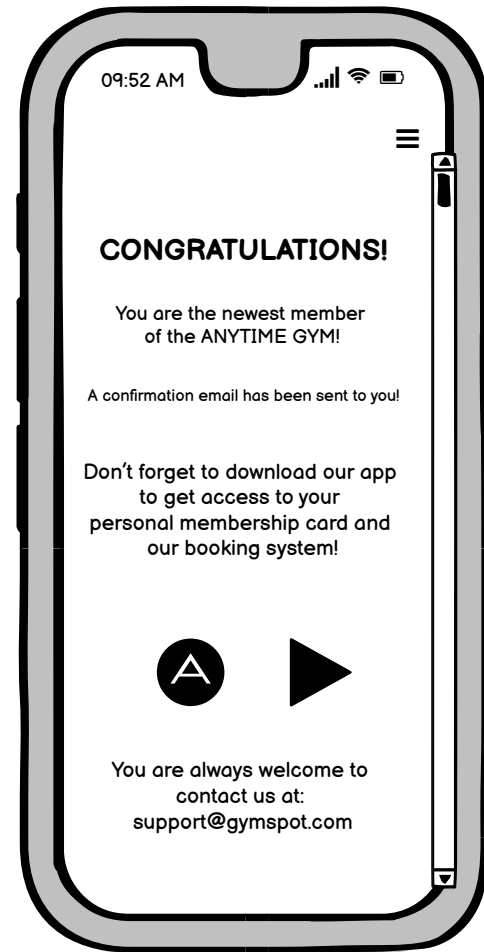 09:52 AM
CONGRATULATIONS!
You are the newest member
of the ANYTIME GYM!
A confirmation email has been sent to you!
Don't forget to download our app
to get access to your
personal membership card and
our booking system!
A
You are always welcome to
contact us at:
support@gymspot.com